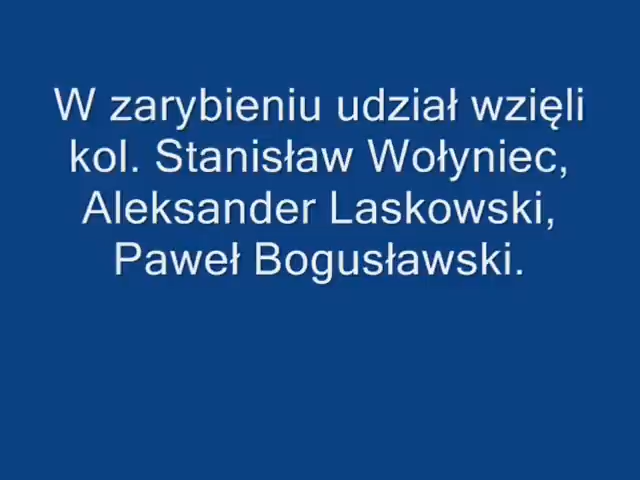 W zarybieniu udział wzięli
kol. Stanisław Wołyniec,
Aleksander Laskowski,
Paweł Bogusławski.